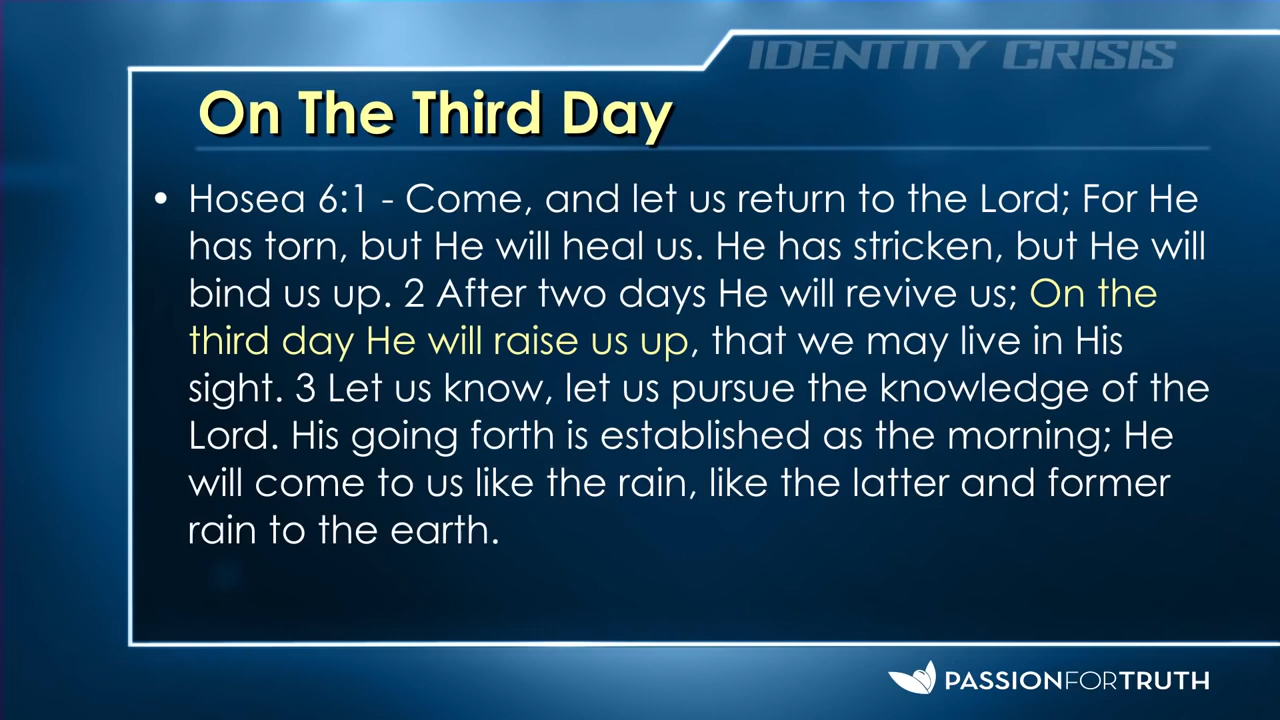 IDENTITY CRISIS
On The Third Day
• Hosea 6:1 - Come, and let us return to the Lord; For He
has torn, but He will heal us. He has stricken, but He will
bind us up. 2 After two days He will revive us; On the
third day He will raise us up, that we may live in His
sight. 3 Let us know, let us pursue the knowledge of the
Lord. His going forth is established as the morning; He
will come to us like the rain, like the latter and former
rain to the earth.
PASSIONFORTRUTH